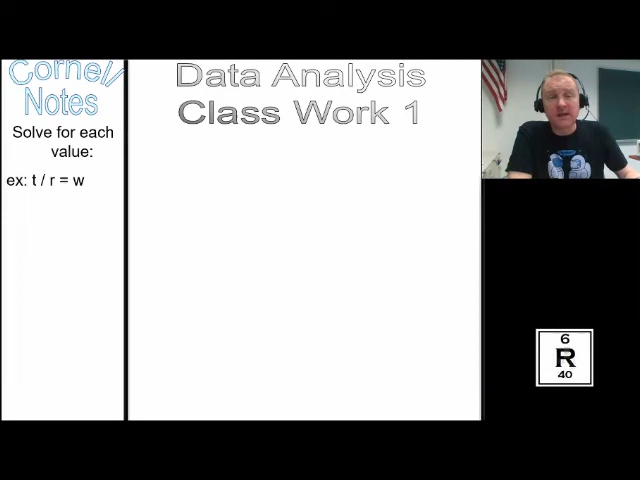 Cornell
Notes
Solve for each
value:
ex: t / r = w
Data Analysis
Class Work 1
6
R
40